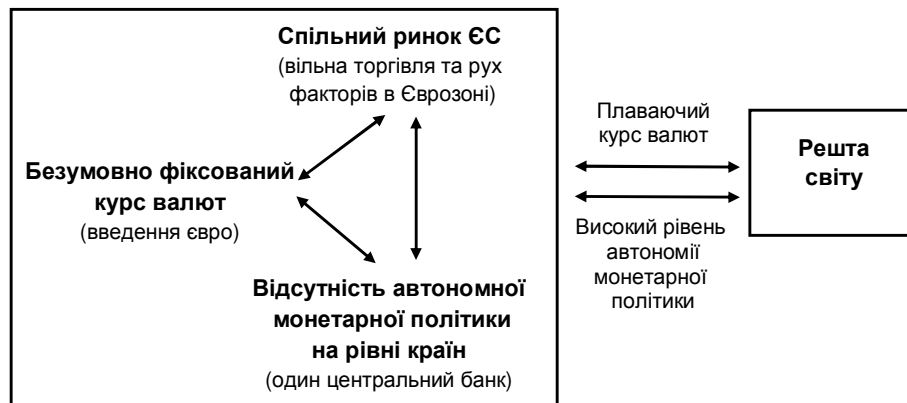 Спільний ринок ЄС
(вільна торгівля та рух
факторів в Єврозоні)
Безумовно фіксований
курс валют
(введення євро)
Відсутність автономної
монетарної політики
на рівні країн
(один центральний банк)
Плаваючий
курс валют
Високий рівень
автономії
монетарної
політики
Решта
світу